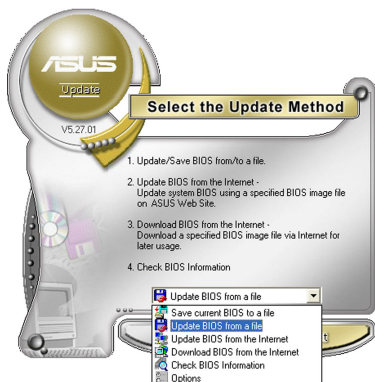 ASUS
Update
V5.27.01
Select the Update Method
1. Update/Save BIOS from/to a file.
2. Update BIOS from the Internet -
Update system BIOS using a specified BIOS image file
on ASUS Web Site.
3. Download BIOS from the Internet -
Download a specified BIOS image file via Internet for
later usage.
4. Check BIOS Information
Update BIOS from a file
Save current BIOS to a file
Update BIOS from a file
Update BIOS from the Internet
Download BIOS from the Internet
Check BIOS Information
Options